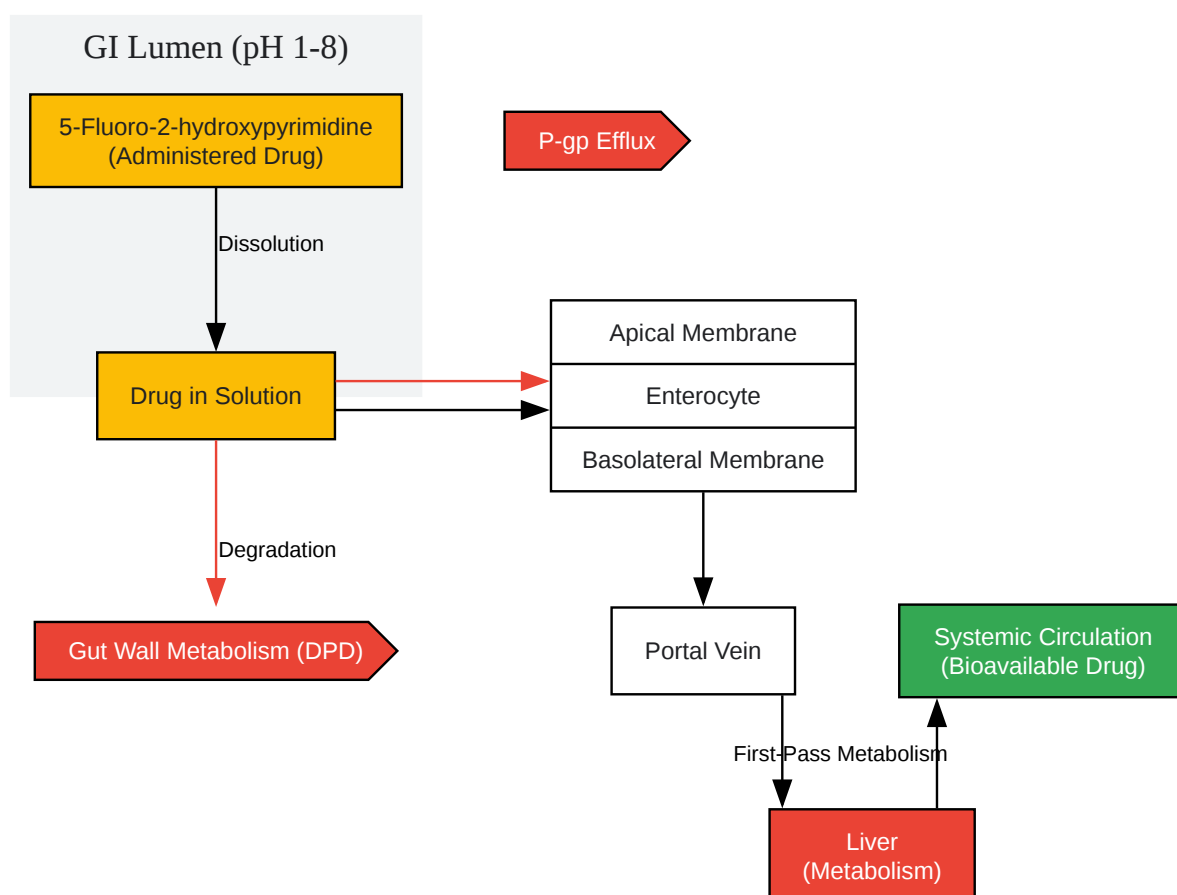 GI Lumen (pH 1-8)
5-Fluoro-2-hydroxypyrimidine
(Administered Drug)
P-gp Efflux
Dissolution
Apical Membrane
Drug in Solution
Enterocyte
Basolateral Membrane
Degradation
Gut Wall Metabolism (DPD)
Portal Vein
Systemic Circulation
(Bioavailable Drug)
First-Pass Metabolism
Liver
(Metabolism)